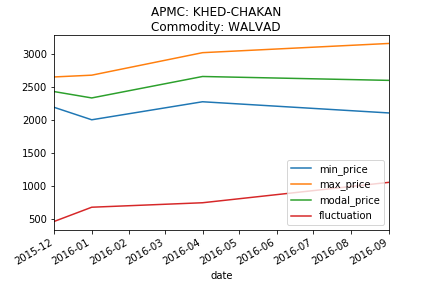 APMC: KHED-CHAKAN
Commodity: WALVAD
3000
2500
2000
1500
1000
500
min_price
max_price
modal_price
fluctuation
2015-12
2016-01
2016-02
2016-03
2016-04
2016-05
2016-06
2016-07
2016-08
2016-09
date